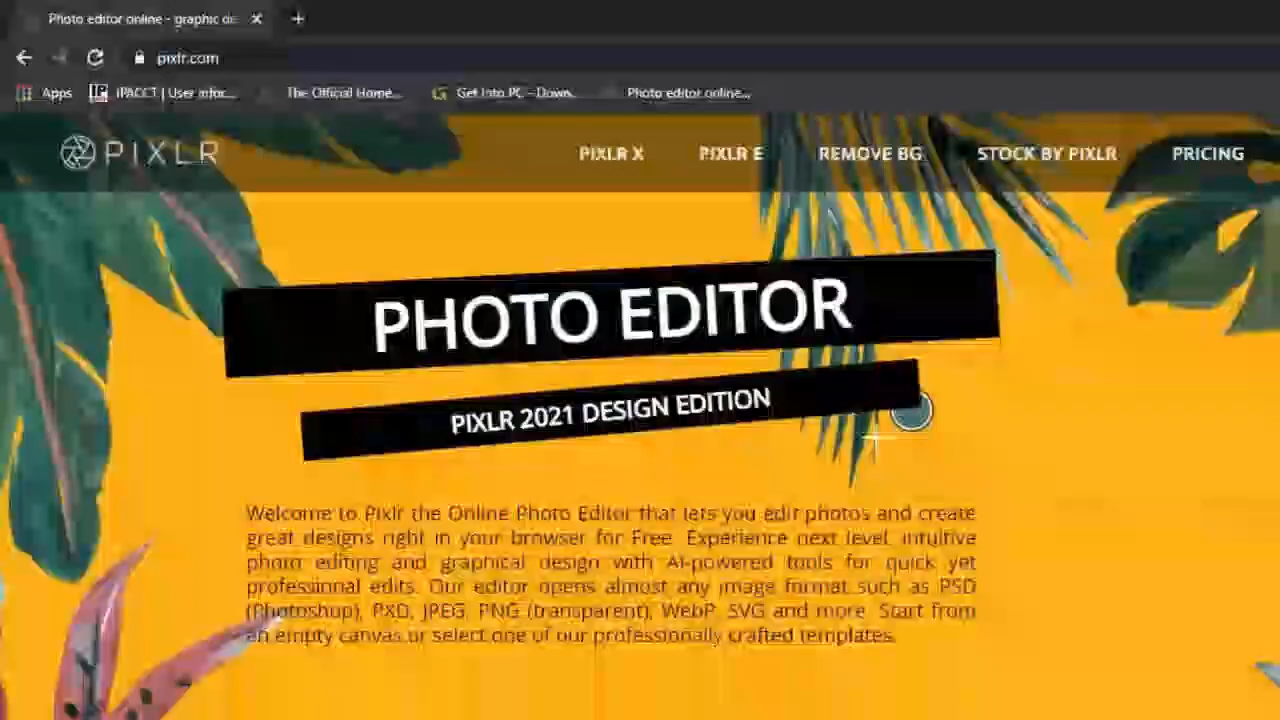 Photo editor online - graphic de
pixlr.com
Apps
IPACCT | User infor...
The Official Home...
Get Into PC - Down...
Photo editor online...
PIXLR
PIXLR X
PIXLR E
REMOVE BG
STOCK BY PIXLR
PRICING
PHOTO EDITOR
PIXLR 2021 DESIGN EDITION
Welcome to Pixlr the Online Photo Editor that lets you edit photos and create
great designs right in your browser for Free. Experience next level, intuitive
photo editing and graphical design with AI-powered tools for quick yet
professional edits. Our editor opens almost any image format such as PSD
(Photoshop), PXD, JPEG, PNG (transparent), WebP, SVG and more. Start from
an empty canvas or select one of our professionally crafted templates.